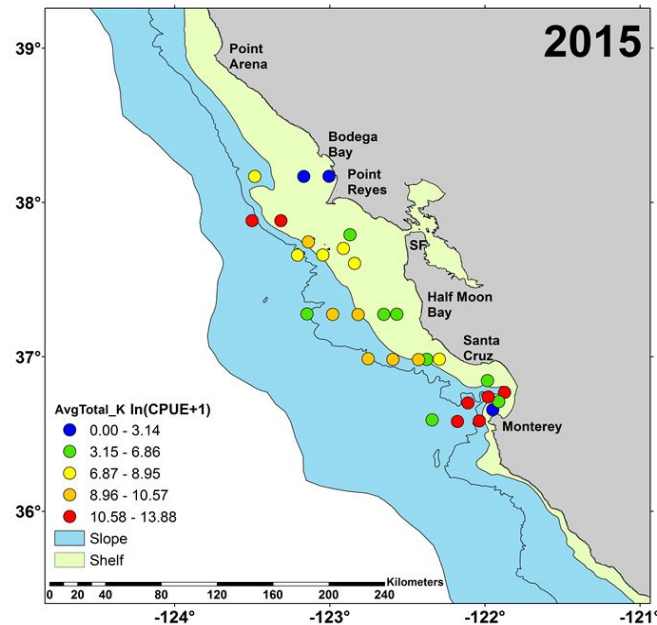 2015
39°
Point
Arena
Bodega
Bay
38°
Point
Reyes
SF
Half Moon
Bay
37°
Santa
Cruz
Monterey
AvgTotal_K ln(CPUE+1)
0.00 - 3.14
3.15 - 6.86
6.87 - 8.95
8.96 - 10.57
10.58 - 13.88
Slope
Shelf
36°
Kilometers
0 20 40 80 120 160 200 240
-124° -123° -122° -121°